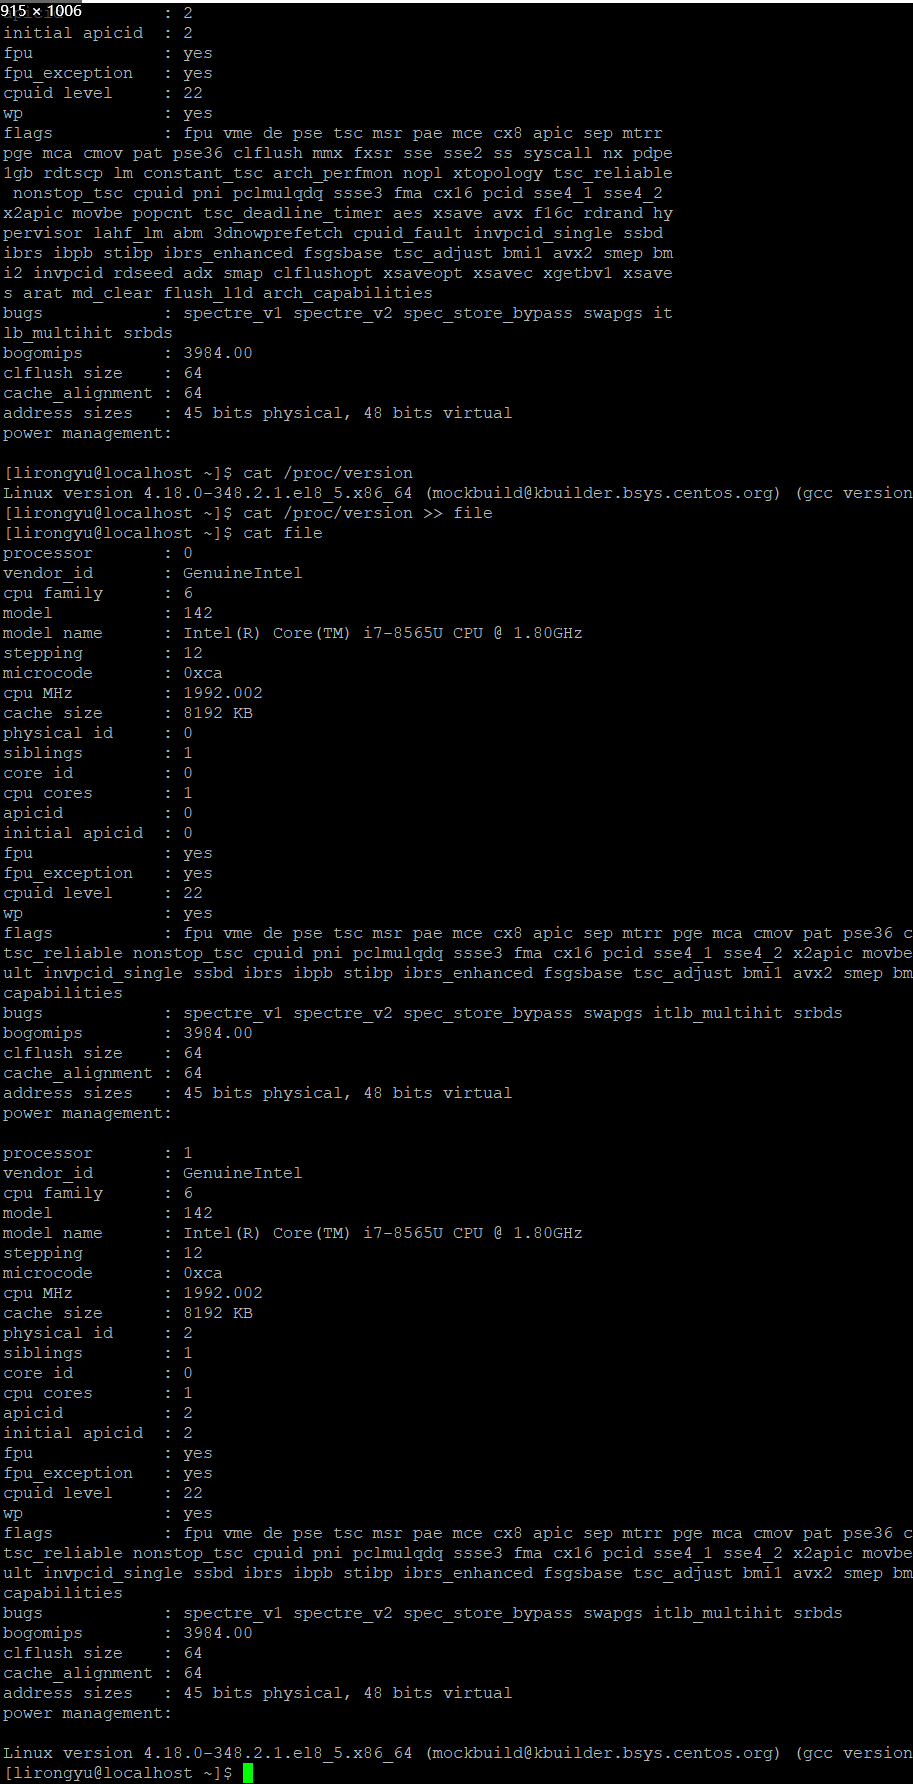 915 × 1006
apicid          : 2
initial apicid  : 2
fpu             : yes
fpu_exception   : yes
cpuid level     : 22
wp              : yes
flags           : fpu vme de pse tsc msr pae mce cx8 apic sep mtrr
pge mca cmov pat pse36 clflush mmx fxsr sse sse2 ss syscall nx pdpe
1gb rdtscp lm constant_tsc arch_perfmon nopl xtopology tsc_reliable
 nonstop_tsc cpuid pni pclmulqdq ssse3 fma cx16 pcid sse4_1 sse4_2
x2apic movbe popcnt tsc_deadline_timer aes xsave avx f16c rdrand hy
pervisor lahf_lm abm 3dnowprefetch cpuid_fault invpcid_single ssbd
ibrs ibpb stibp ibrs_enhanced fsgsbase tsc_adjust bmi1 avx2 smep bm
i2 invpcid rdseed adx smap clflushopt xsaveopt xsavec xgetbv1 xsave
s arat md_clear flush_l1d arch_capabilities
bugs            : spectre_v1 spectre_v2 spec_store_bypass swapgs it
lb_multihit srbds
bogomips        : 3984.00
clflush size    : 64
cache_alignment : 64
address sizes   : 45 bits physical, 48 bits virtual
power management:
[lirongyu@localhost ~]$ cat /proc/version
Linux version 4.18.0-348.2.1.el8_5.x86_64 (mockbuild@kbuilder.bsys.centos.org) (gcc version
[lirongyu@localhost ~]$ cat /proc/version >> file
[lirongyu@localhost ~]$ cat file
processor       : 0
vendor_id       : GenuineIntel
cpu family      : 6
model           : 142
model name      : Intel(R) Core(TM) i7-8565U CPU @ 1.80GHz
stepping        : 12
microcode       : 0xca
cpu MHz         : 1992.002
cache size      : 8192 KB
physical id     : 0
siblings        : 1
core id         : 0
cpu cores       : 1
apicid          : 0
initial apicid  : 0
fpu             : yes
fpu_exception   : yes
cpuid level     : 22
wp              : yes
flags           : fpu vme de pse tsc msr pae mce cx8 apic sep mtrr pge mca cmov pat pse36 c
tsc_reliable nonstop_tsc cpuid pni pclmulqdq ssse3 fma cx16 pcid sse4_1 sse4_2 x2apic movbe
ult invpcid_single ssbd ibrs ibpb stibp ibrs_enhanced fsgsbase tsc_adjust bmi1 avx2 smep bm
capabilities
bugs            : spectre_v1 spectre_v2 spec_store_bypass swapgs itlb_multihit srbds
bogomips        : 3984.00
clflush size    : 64
cache_alignment : 64
address sizes   : 45 bits physical, 48 bits virtual
power management:
processor       : 1
vendor_id       : GenuineIntel
cpu family      : 6
model           : 142
model name      : Intel(R) Core(TM) i7-8565U CPU @ 1.80GHz
stepping        : 12
microcode       : 0xca
cpu MHz         : 1992.002
cache size      : 8192 KB
physical id     : 2
siblings        : 1
core id         : 0
cpu cores       : 1
apicid          : 2
initial apicid  : 2
fpu             : yes
fpu_exception   : yes
cpuid level     : 22
wp              : yes
flags           : fpu vme de pse tsc msr pae mce cx8 apic sep mtrr pge mca cmov pat pse36 c
tsc_reliable nonstop_tsc cpuid pni pclmulqdq ssse3 fma cx16 pcid sse4_1 sse4_2 x2apic movbe
ult invpcid_single ssbd ibrs ibpb stibp ibrs_enhanced fsgsbase tsc_adjust bmi1 avx2 smep bm
capabilities
bugs            : spectre_v1 spectre_v2 spec_store_bypass swapgs itlb_multihit srbds
bogomips        : 3984.00
clflush size    : 64
cache_alignment : 64
address sizes   : 45 bits physical, 48 bits virtual
power management:
Linux version 4.18.0-348.2.1.el8_5.x86_64 (mockbuild@kbuilder.bsys.centos.org) (gcc version
[lirongyu@localhost ~]$